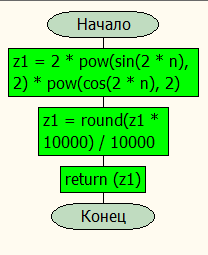 Начало
z1 = 2 * pow(sin(2 * n),
2) * pow(cos(2 * n), 2)
z1 = round(z1 *
10000) / 10000
return (z1)
Конец